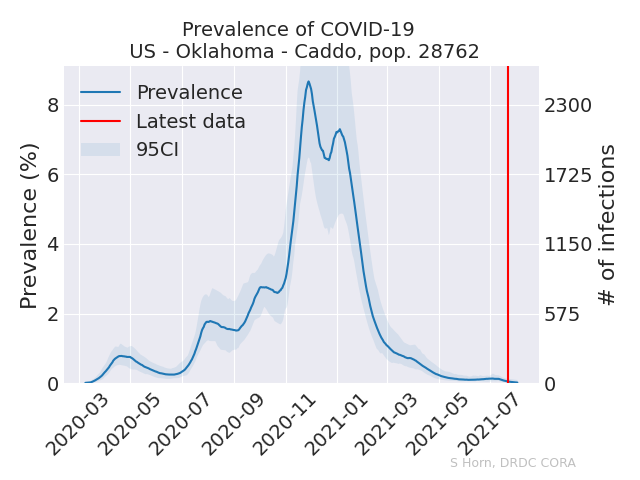 Prevalence of COVID-19
US - Oklahoma - Caddo, pop. 28762
Prevalence
Latest data
95CI
Prevalence (%)
8
6
4
2
0
# of infections
2300
1725
1150
575
0
2020-03
2020-05
2020-07
2020-09
2020-11
2021-01
2021-03
2021-05
2021-07
S Horn, DRDC CORA